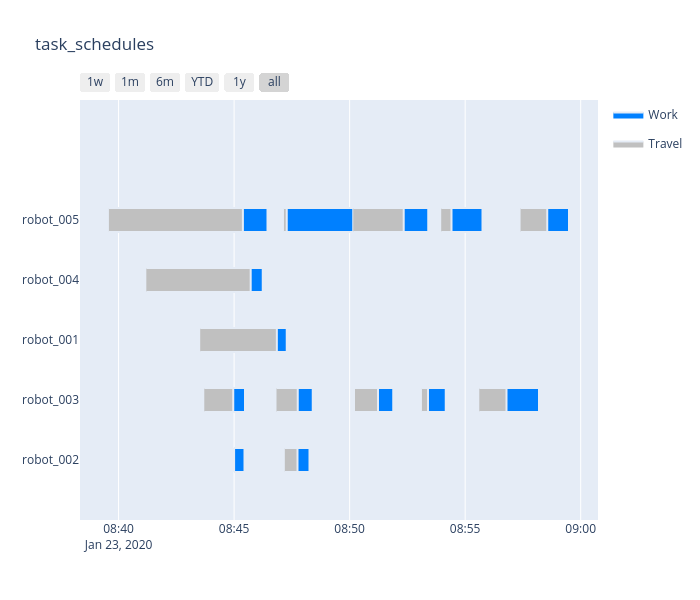 task_schedules
1w 1m 6m YTD 1y all
Work
Travel
robot_005
robot_004
robot_001
robot_003
robot_002
08:40 08:45 08:50 08:55 09:00
Jan 23, 2020